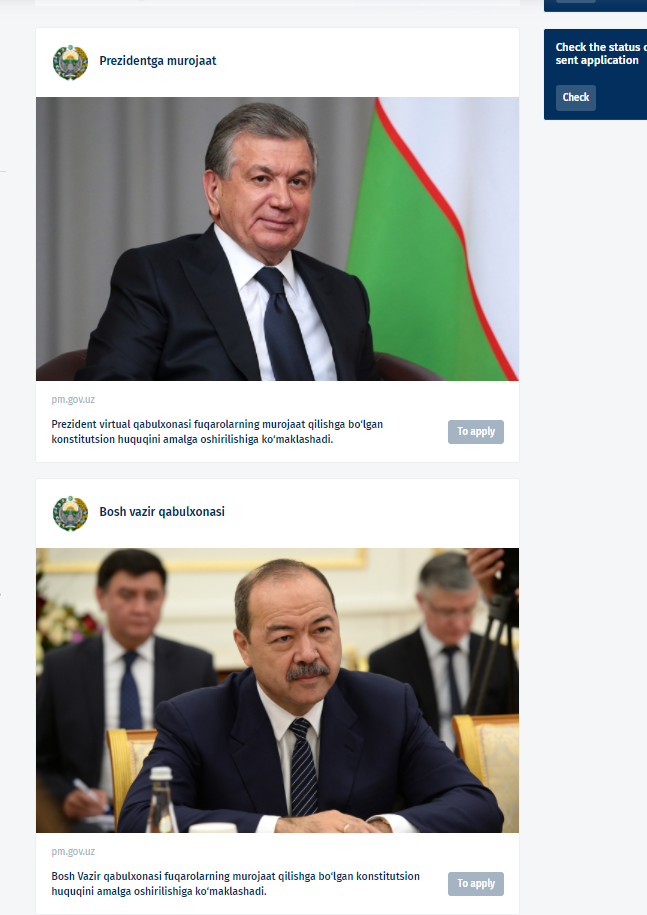 Prezidentga murojaat
pm.gov.uz
Prezident virtual qabulxonasi fuqarolarning murojaat qilishga bo‘lgan
konstitutsion huquqini amalga oshirilishiga ko‘maklashadi.
To apply
Bosh vazir qabulxonasi
pm.gov.uz
Bosh Vazir qabulxonasi fuqarolarning murojaat qilishga bo‘lgan konstitutsion
huquqini amalga oshirilishiga ko‘maklashadi.
To apply
Check the status
sent application
Check